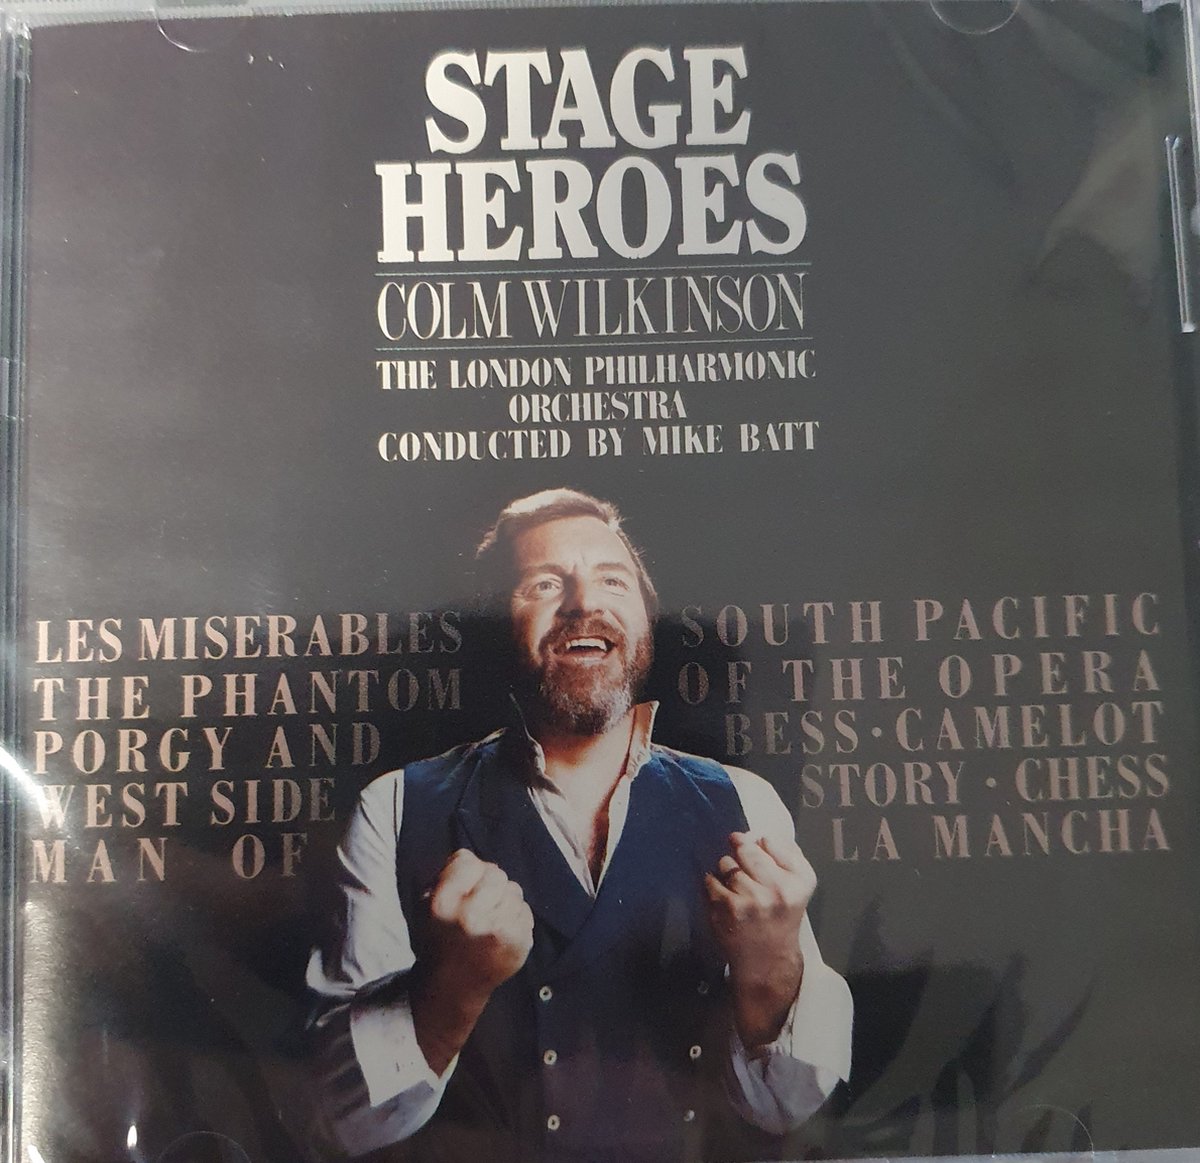 STAGE
HEROES
COLM WILKINSON
THE LONDON PHILHARMONIC
ORCHESTRA
CONDUCTED BY MIKE BATT
LES MISERABLES SOUTH PACIFIC
THE PHANTOM OF THE OPERA
PORGY AND BESS · CAMELOT
WEST SIDE STORY · CHESS
MAN OF LA MANCHA